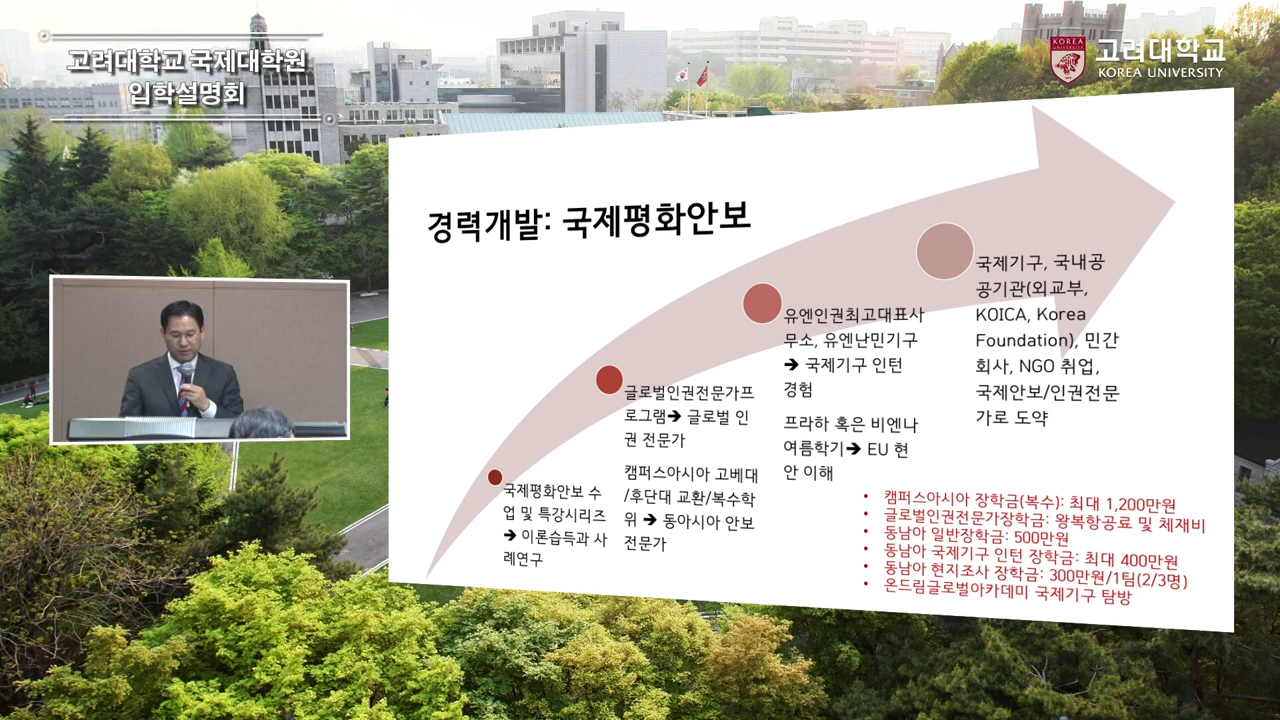 고려대학교 국제대학원
입학설명회
KOREA
UNIVERSITY
고려대학교
KOREA UNIVERSITY
경력개발: 국제평화안보
국제평화안보 수
업 및 특강시리즈
➔ 이론습득과 사
례연구
글로벌인권전문가프
로그램➔ 글로벌 인
권 전문가
캠퍼스아시아 고베대
/후단대 교환/복수학
위 ➔ 동아시아 안보
전문가
유엔인권최고대표사
무소, 유엔난민기구
➔ 국제기구 인턴
경험
프라하 혹은 비엔나
여름학기➔ EU 현
안 이해
국제기구, 국내공
공기관(외교부,
KOICA, Korea
Foundation), 민간
회사, NGO 취업,
국제안보/인권전문
가로 도약
• 캠퍼스아시아 장학금(복수): 최대 1,200만원
• 글로벌인권전문가장학금: 왕복항공료 및 체재비
• 동남아 일반장학금: 500만원
• 동남아 국제기구 인턴 장학금: 최대 400만원
• 동남아 현지조사 장학금: 300만원/1팀(2/3명)
• 온드림글로벌아카데미 국제기구 탐방